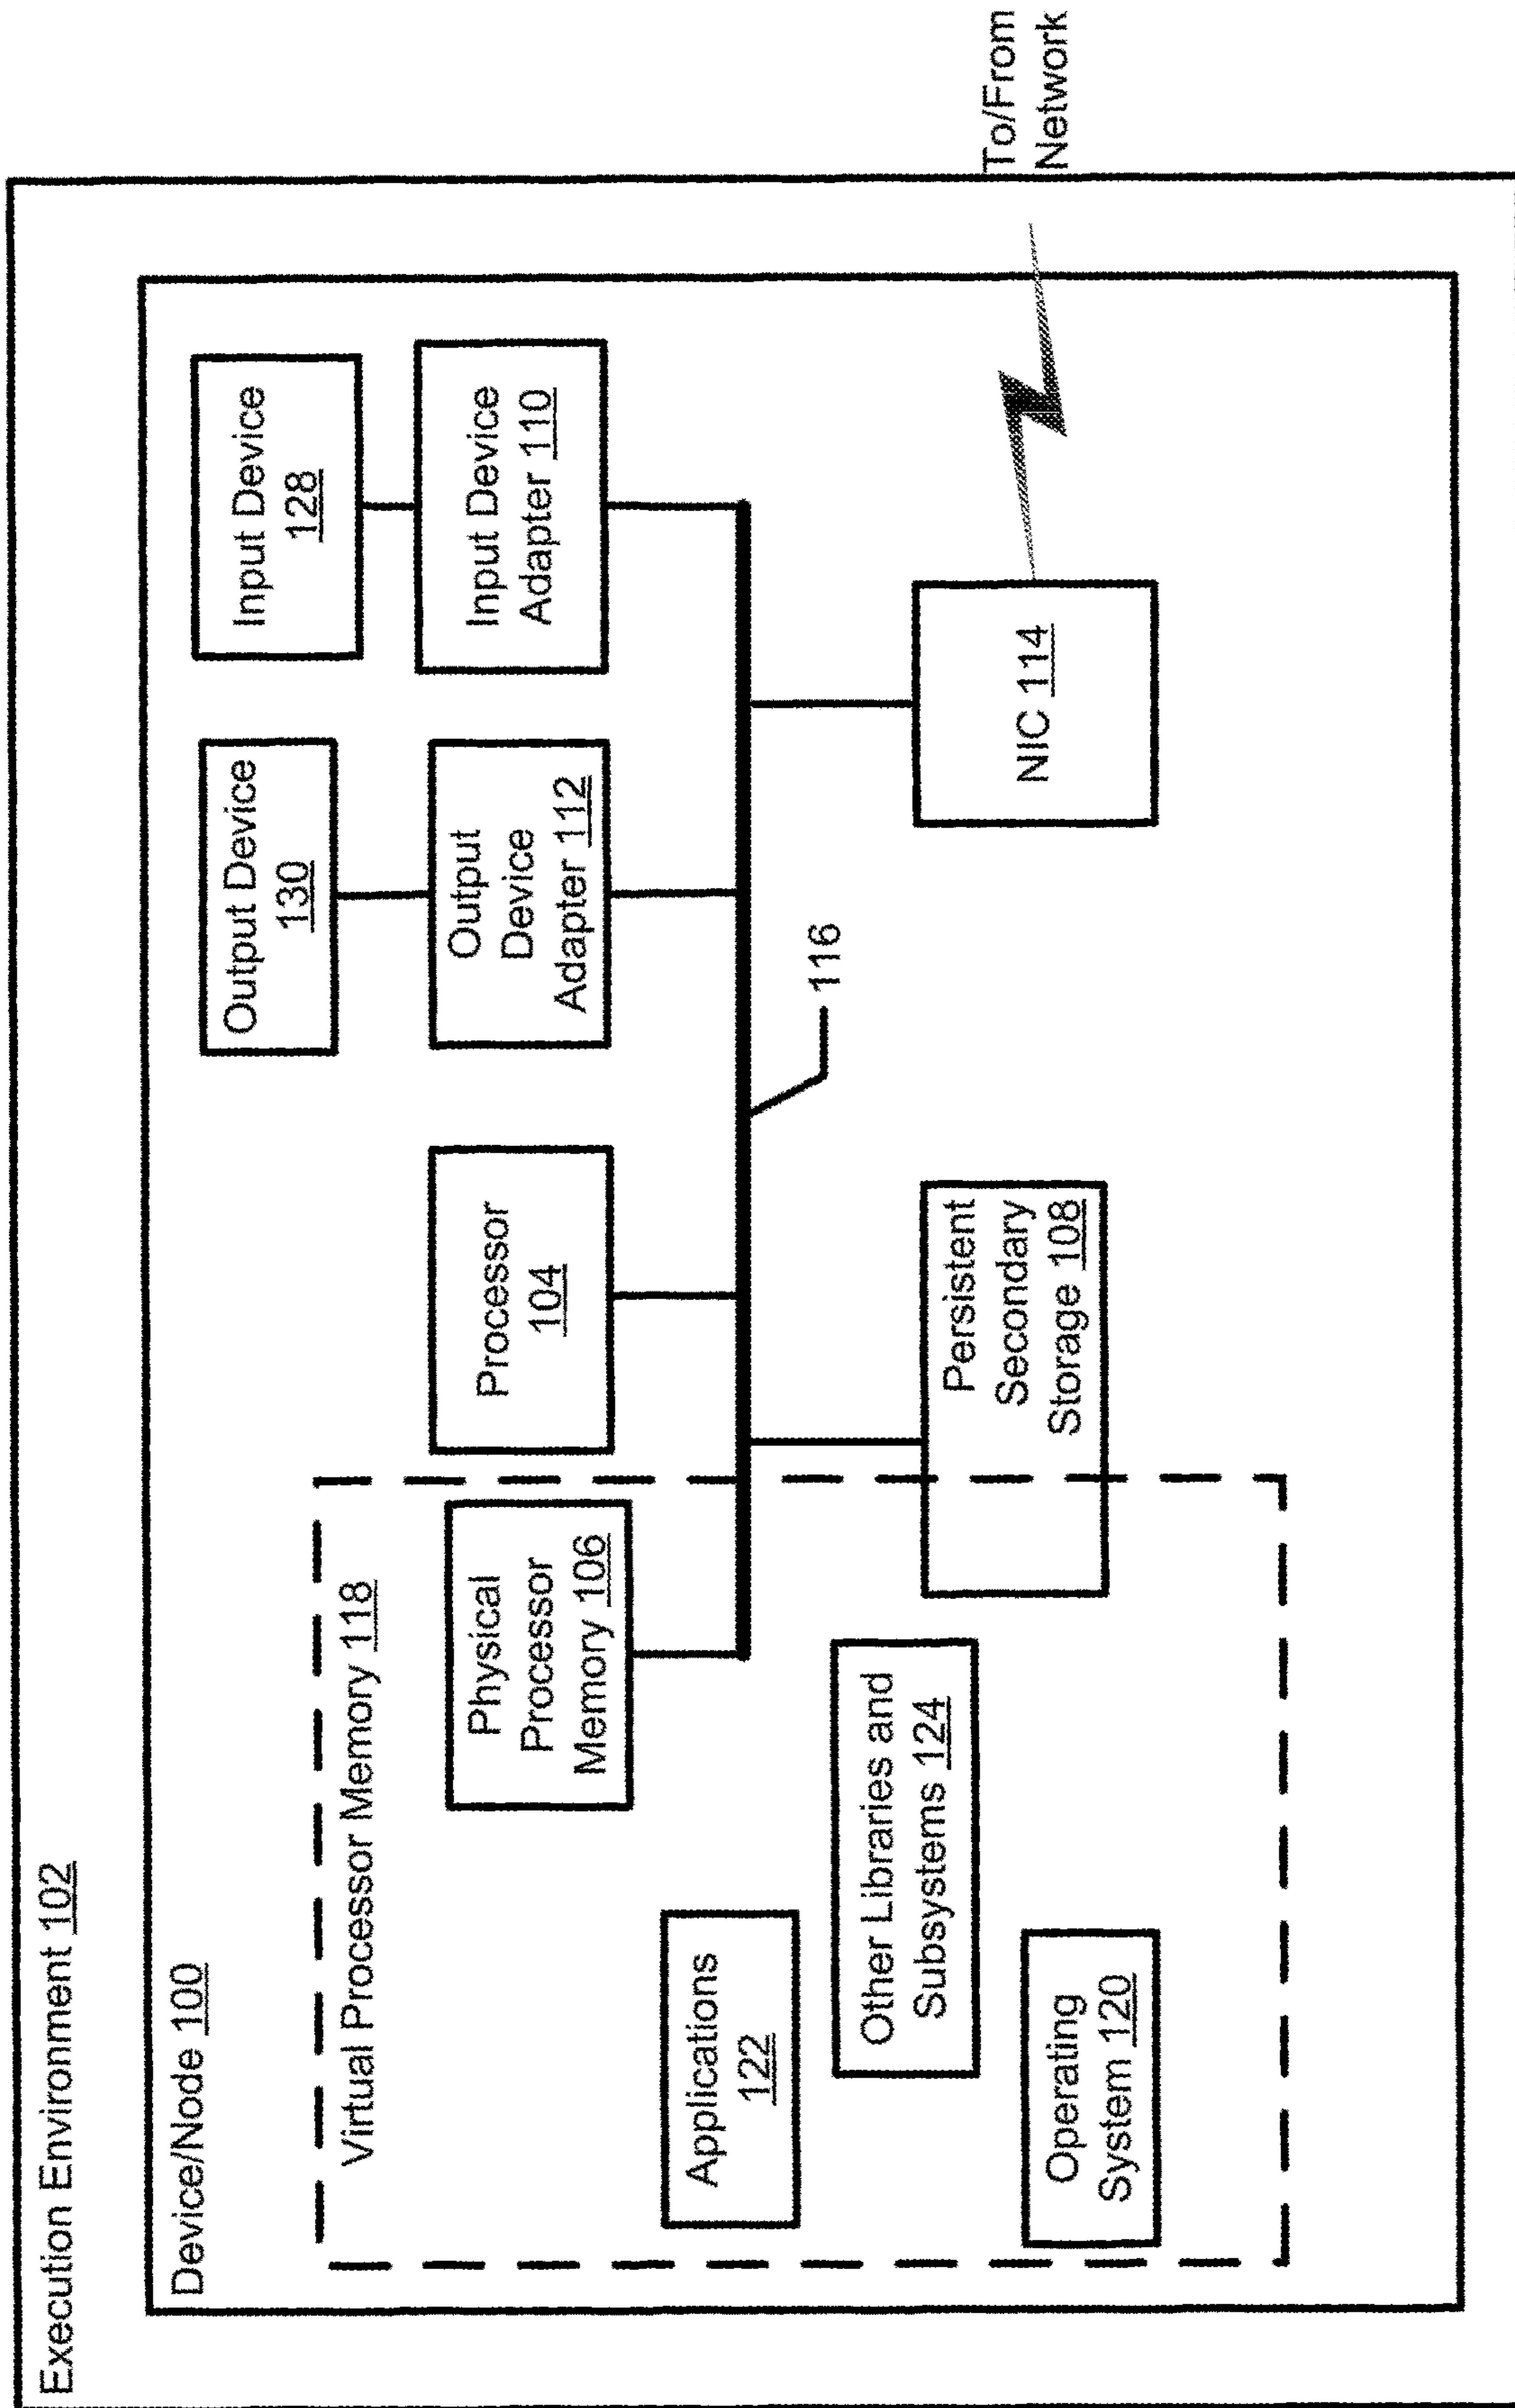 Execution Environment 102
Device/Node 100
Virtual Processor Memory 118
Physical
Processor
Memory 106
Processor
104
Output Device
130
Output
Device
Adapter 112
Input Device
128
Input Device
Adapter 110
116
Applications
122
Other Libraries and
Subsystems 124
Operating
System 120
Persistent
Secondary
Storage 108
NIC 114
To/From
Network